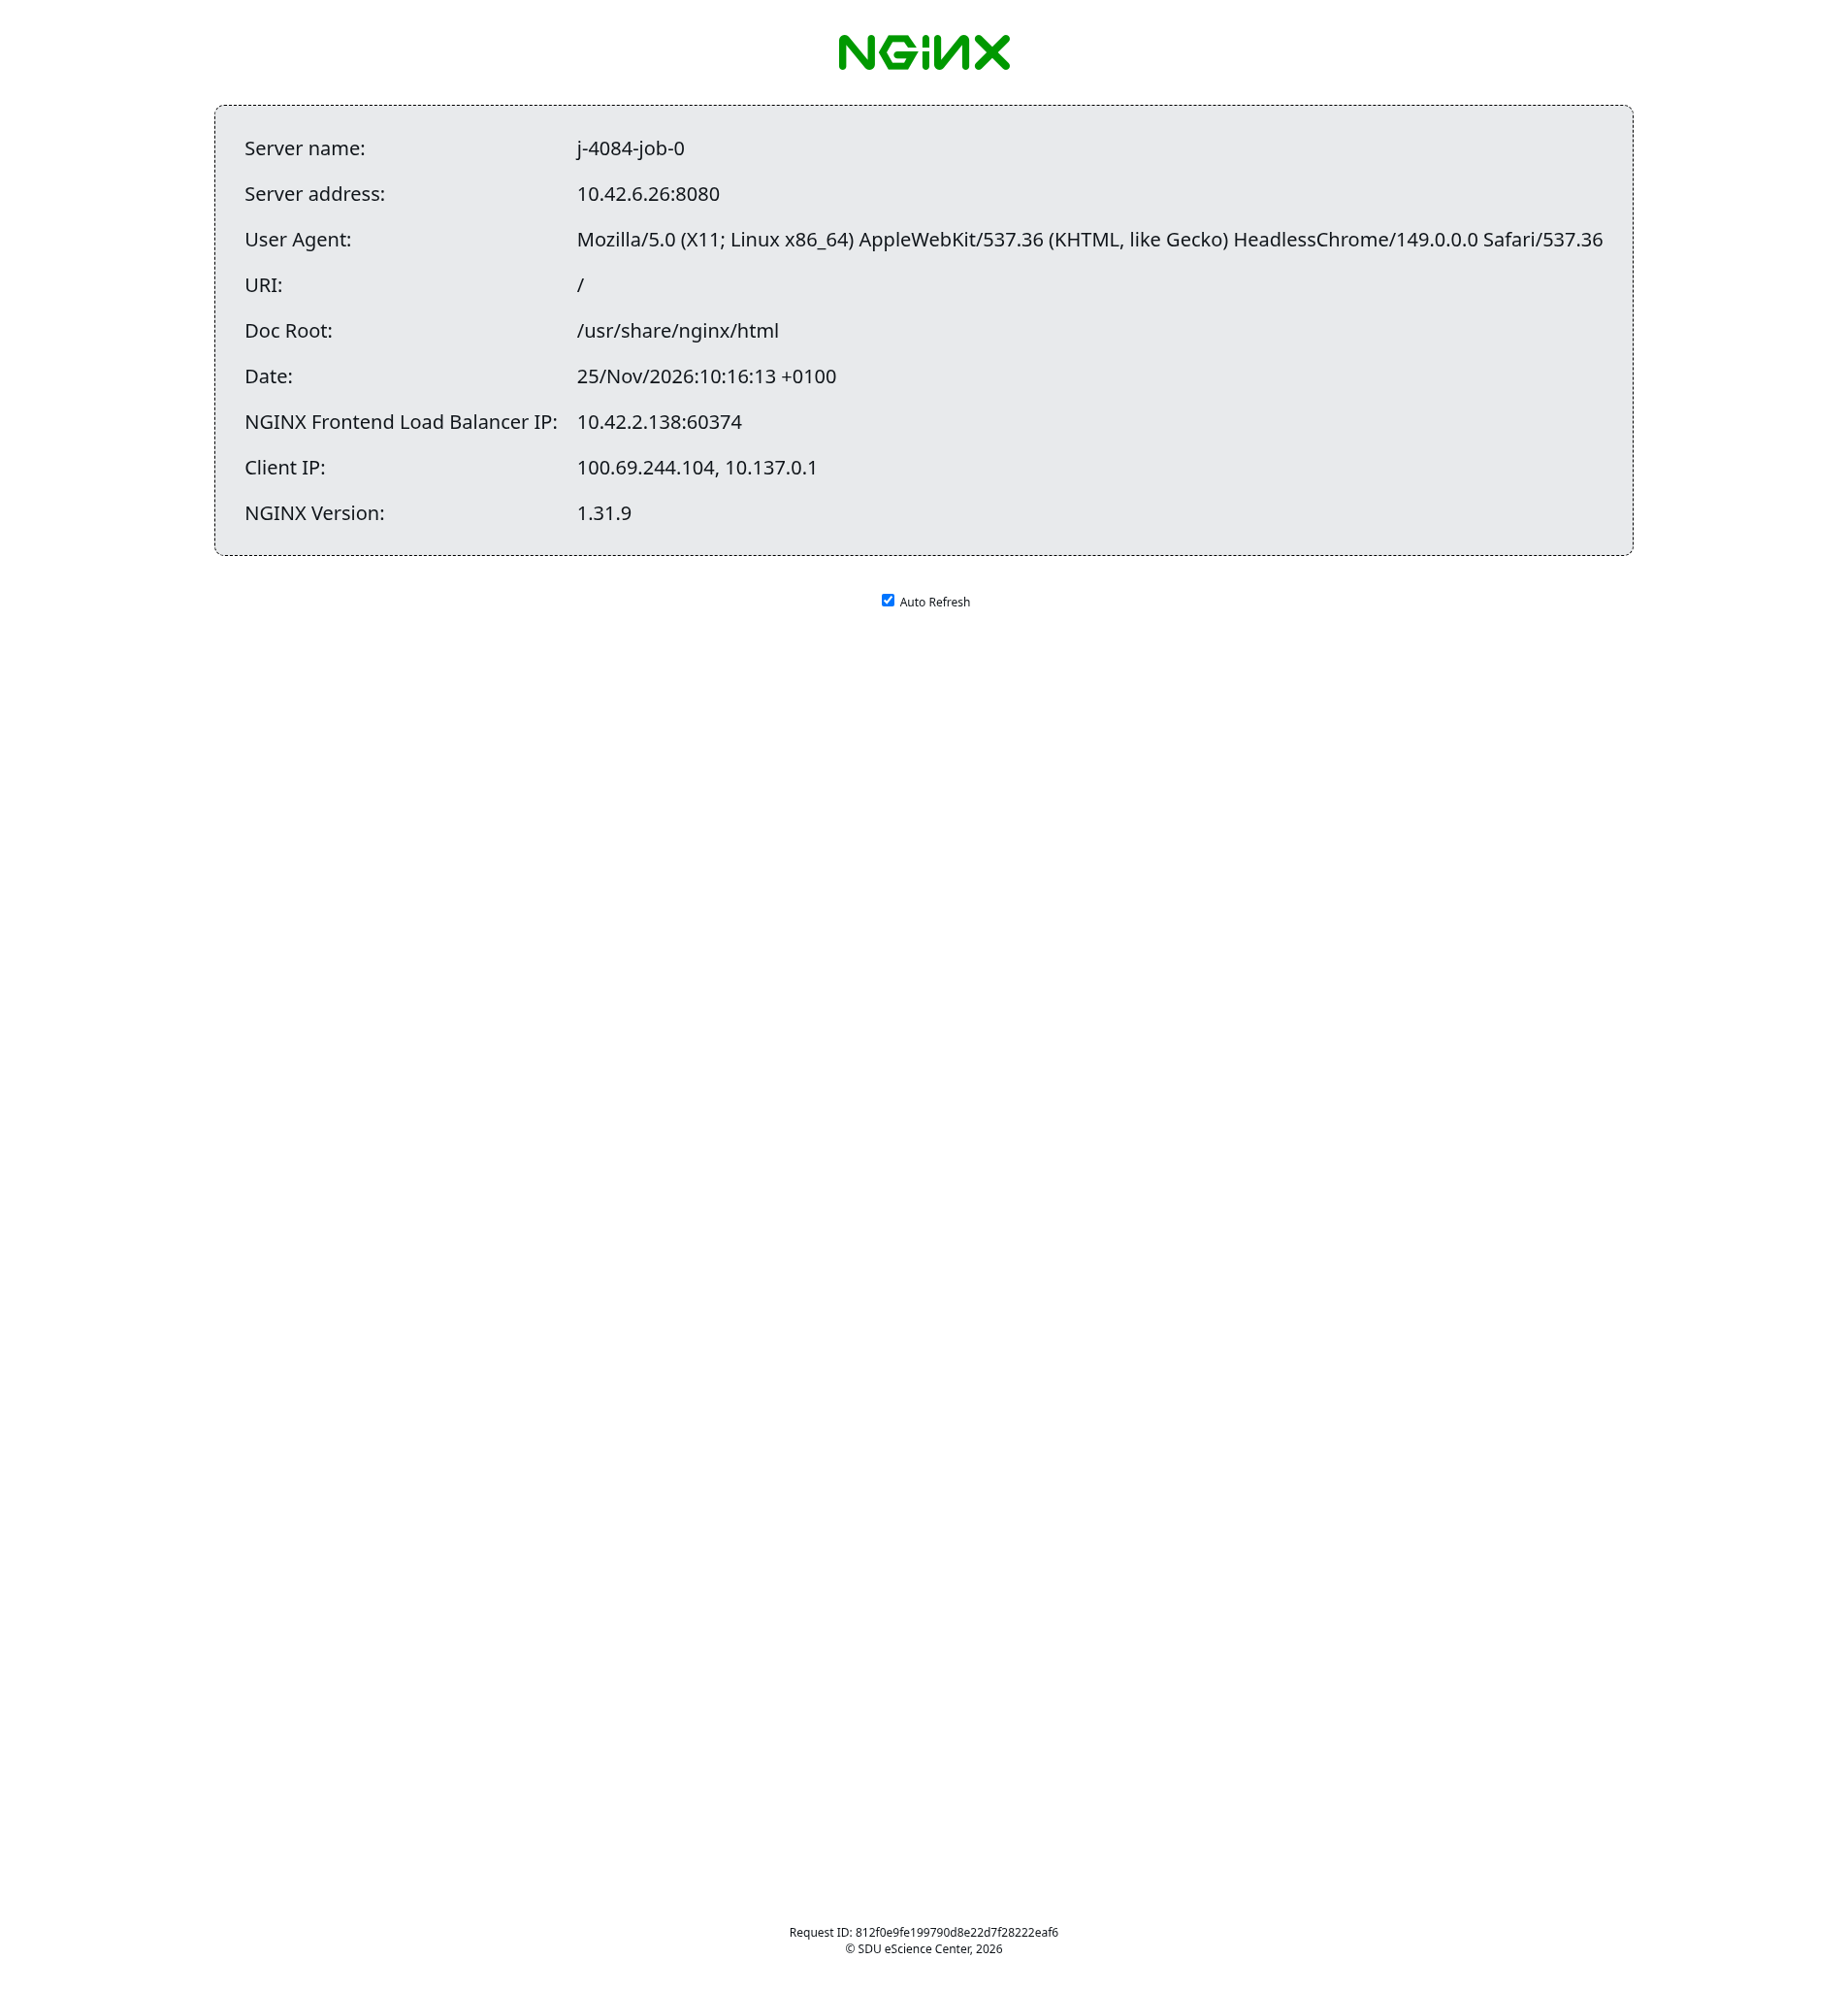 NGINX
Server name: j-4084-job-0
Server address: 10.42.6.26:8080
User Agent: Mozilla/5.0 (X11; Linux x86_64) AppleWebKit/537.36 (KHTML, like Gecko) HeadlessChrome/149.0.0.0 Safari/537.36
URI: /
Doc Root: /usr/share/nginx/html
Date: 25/Nov/2026:10:16:13 +0100
NGINX Frontend Load Balancer IP: 10.42.2.138:60374
Client IP: 100.69.244.104, 10.137.0.1
NGINX Version: 1.31.9
Auto Refresh
Request ID: 812f0e9fe199790d8e22d7f28222eaf6
© SDU eScience Center, 2026